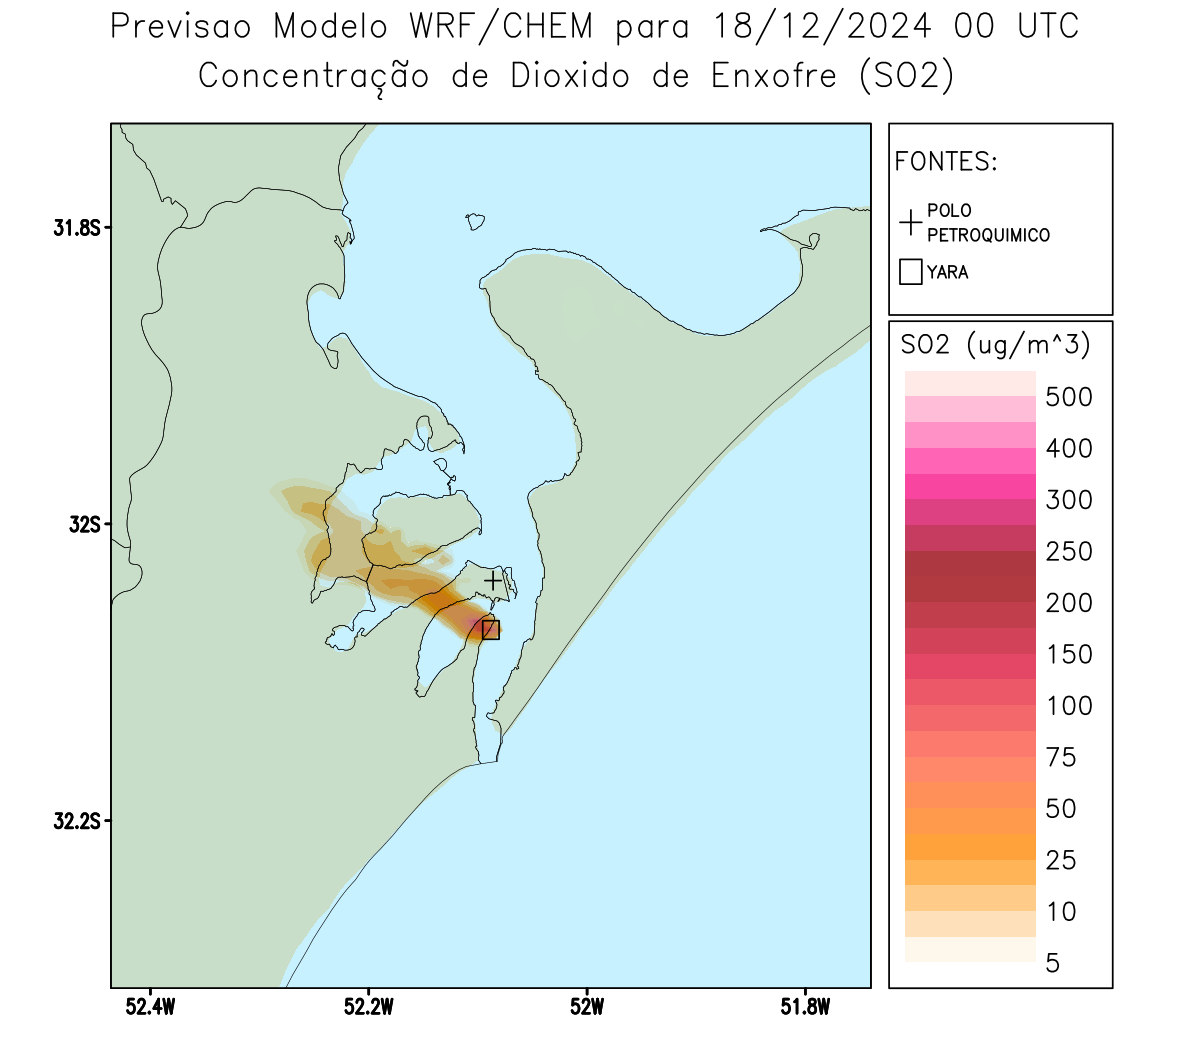 Previsao Modelo WRF/CHEM para 18/12/2024 00 UTC
Concentração de Dioxido de Enxofre (SO2)
FONTES:
POLO
PETROQUIMICO
YARA
SO2 (ug/m^3)
500
400
300
250
200
150
100
75
50
25
10
5
31.8S
32S
32.2S
52.4W
52.2W
52W
51.8W